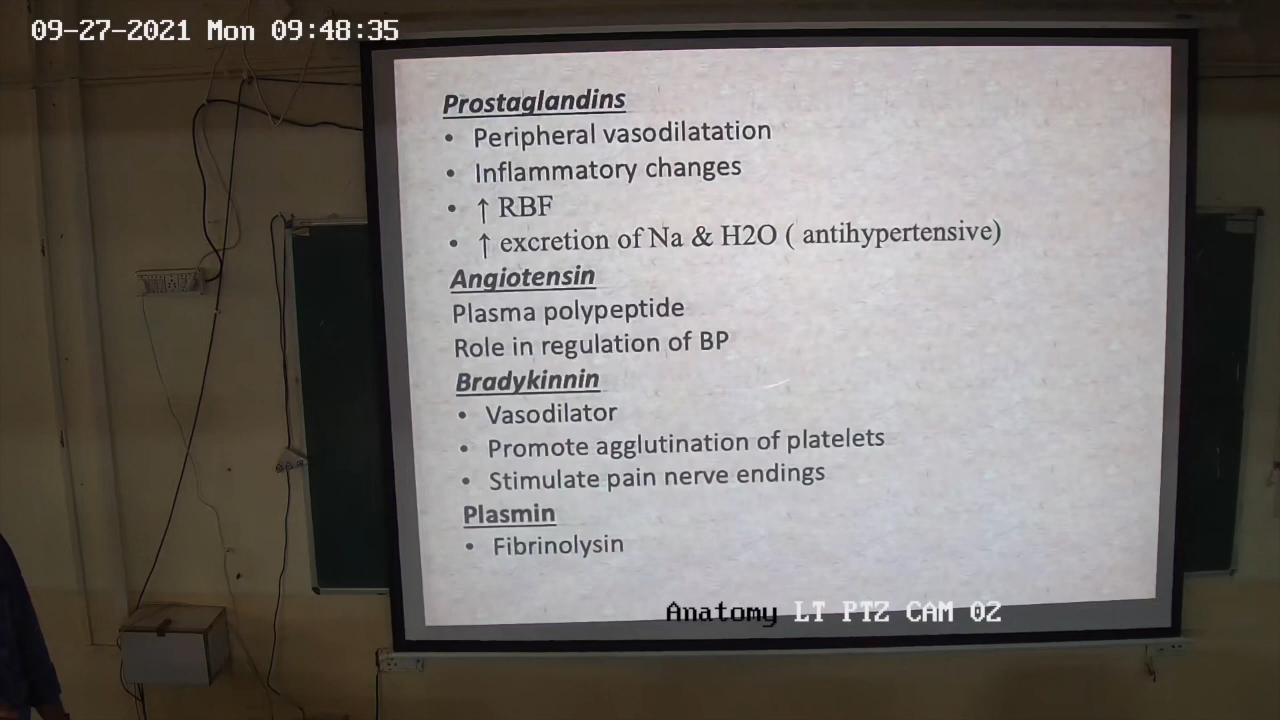 09-27-2021 Mon 09:48:35
Prostaglandins
• Peripheral vasodilatation
• Inflammatory changes
• ↑ RBF
• ↑ excretion of Na & H2O ( antihypertensive)
Angiotensin
Plasma polypeptide
Role in regulation of BP
Bradykinnin
• Vasodilator
• Promote agglutination of platelets
• Stimulate pain nerve endings
Plasmin
• Fibrinolysin
Anatomy LT PTZ CAM 02